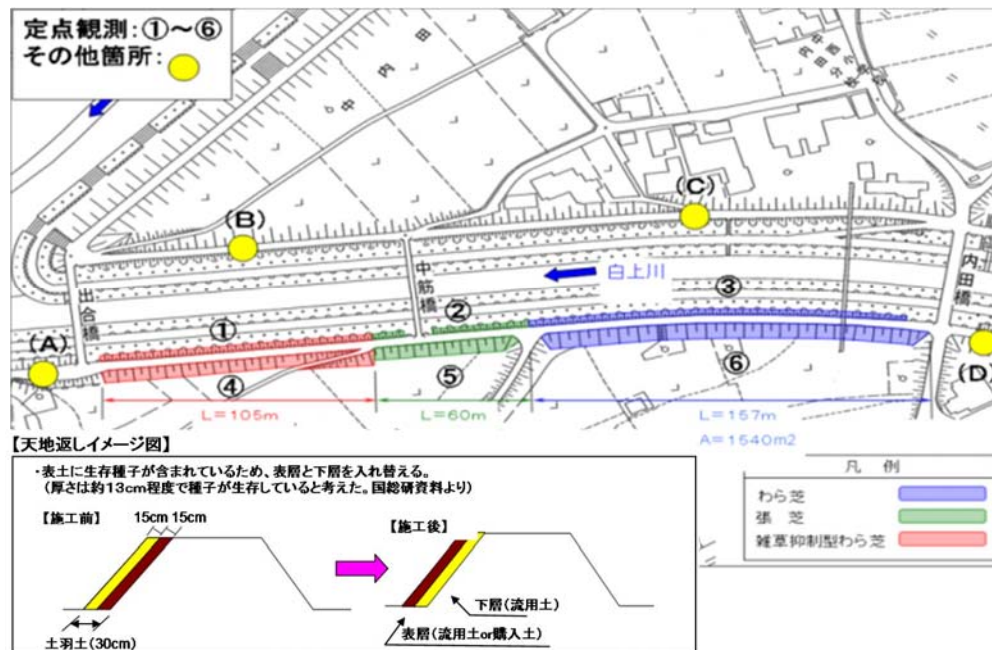 定点観測:①~⑥
その他箇所:
中内田
(B)
(C)
出合橋
中筋橋
白上川
内田橋
①
②
③
(A)
④
⑤
⑥
(D)
L=105m
L=60m
L=157m
A=1540m2
【天地返しイメージ図】
・表土に生存種子が含まれているため、表層と下層を入れ替える。
(厚さは約13cm程度で種子が生存していると考えた。国総研資料より)
【施工前】
15cm 15cm
【施工後】
土羽土(30cm)
下層(流用土)
表層(流用土or購入土)
凡 例
わら芝
張 芝
雑草抑制型わら芝